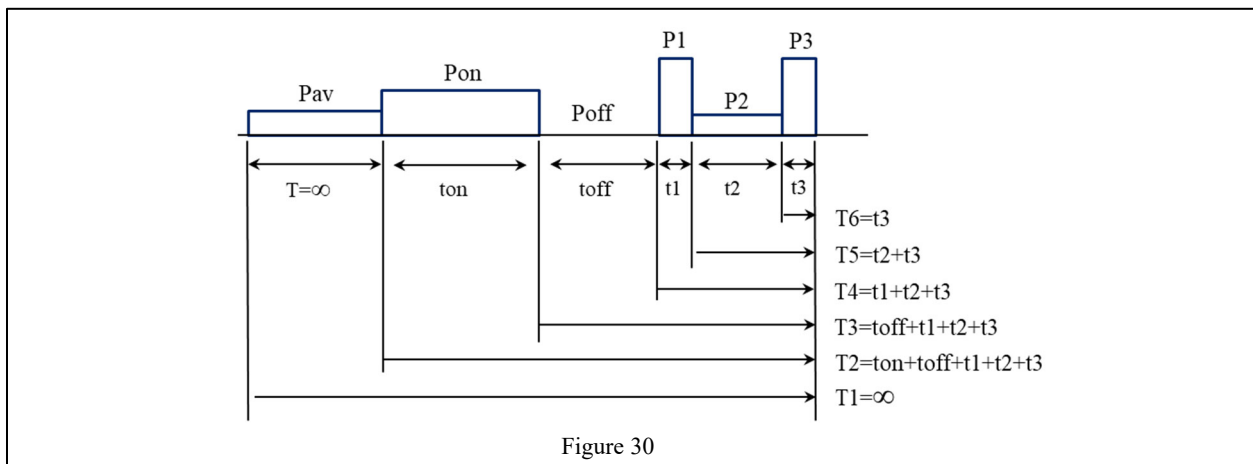 P1 P3
Pon
Pav Poff P2
T=∞ ton toff t1 t2 t3
T6=t3
T5=t2+t3
T4=t1+t2+t3
T3=toff+t1+t2+t3
T2=ton+toff+t1+t2+t3
T1=∞
Figure 30